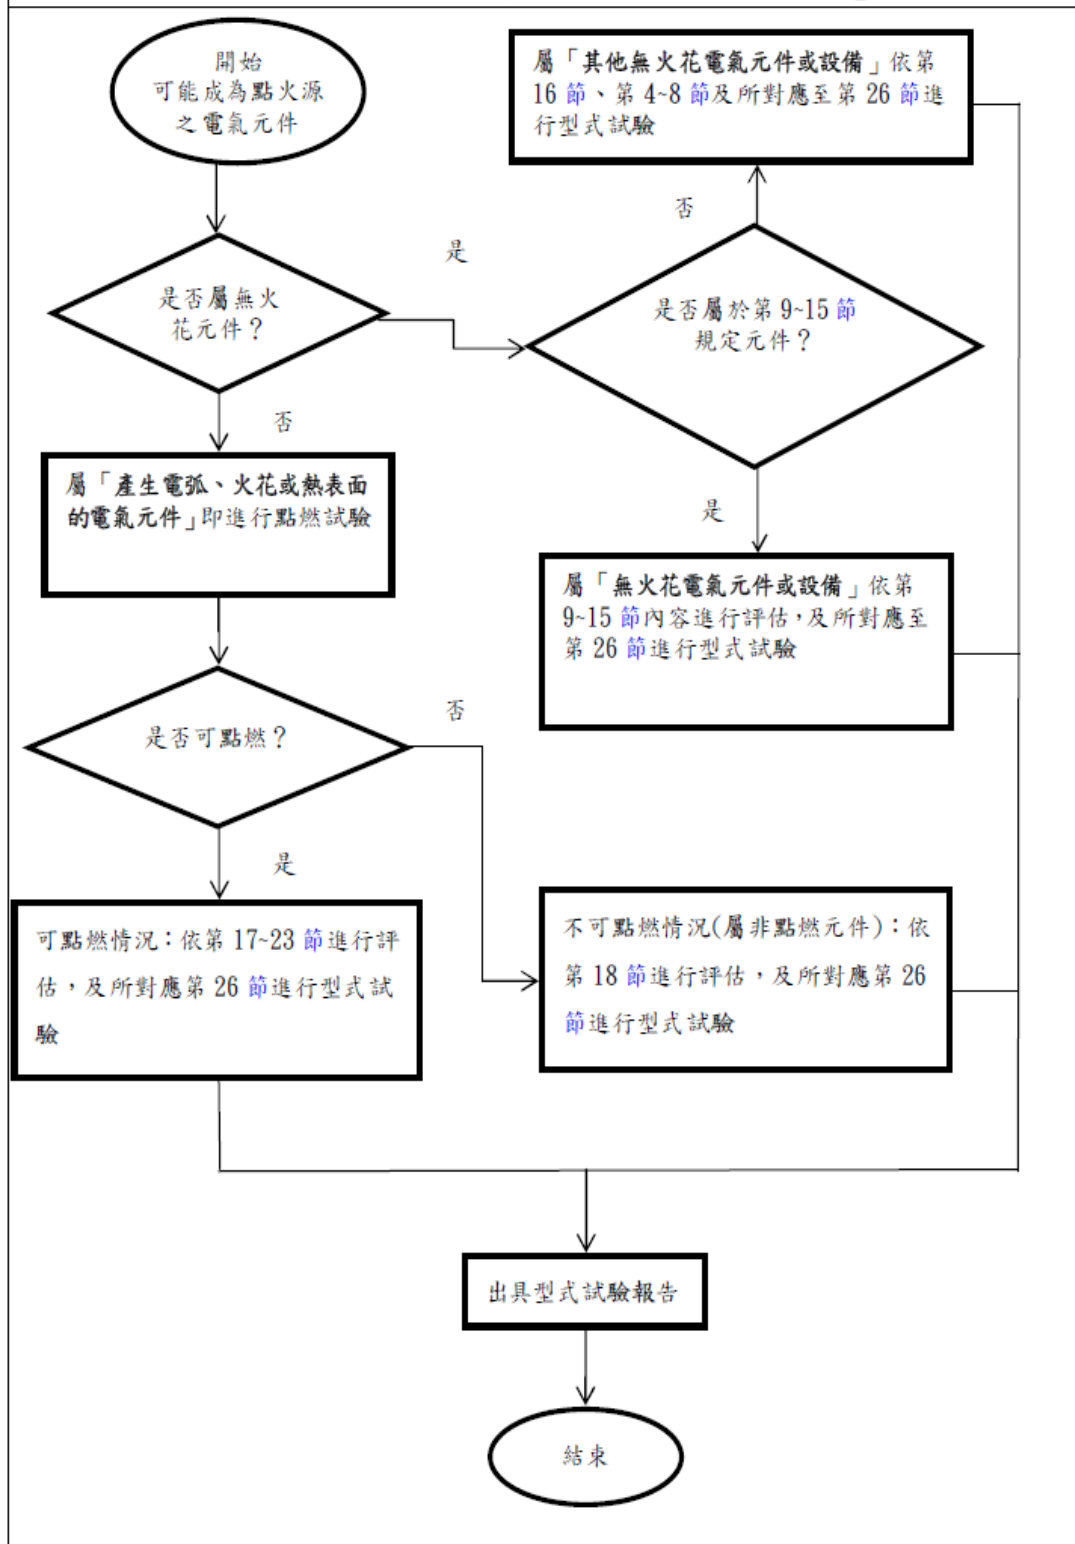 開始
可能成為點火源
之電氣元件
屬「其他無火花電氣元件或設備」依第
16 節、第 4~8 節及所對應至第 26 節進
行型式試驗
否
是
是否屬無火
花元件？
是否屬於第 9~15 節
規定元件？
否
屬「產生電弧、火花或熱表面
的電氣元件」即進行點燃試驗
是
屬「無火花電氣元件或設備」依第
9~15 節內容進行評估，及所對應至
第 26 節進行型式試驗
是否可點燃？
否
是
可點燃情況：依第 17~23 節進行評
估，及所對應第 26 節進行型式試
驗
不可點燃情況(屬非點燃元件)：依
第 18 節進行評估，及所對應第 26
節進行型式試驗
出具型式試驗報告
結束